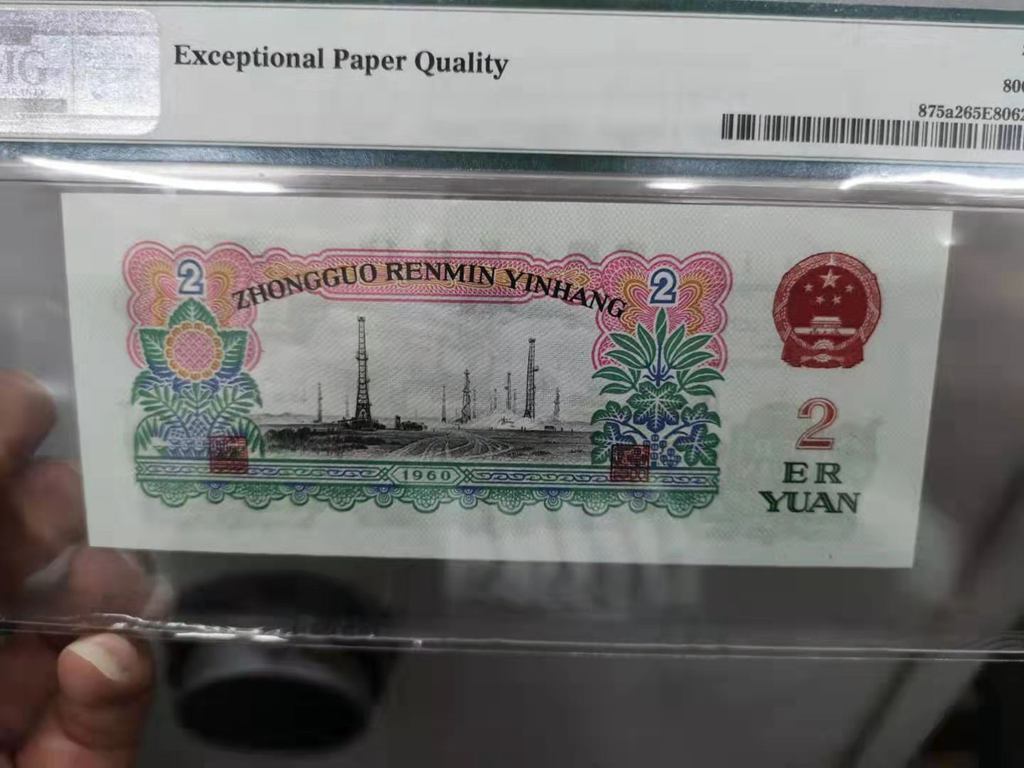 Exceptional Paper Quality
875a265E8062
2
ZHONGGUO RENMIN YINHANG
2
1960
2
ER
YUAN